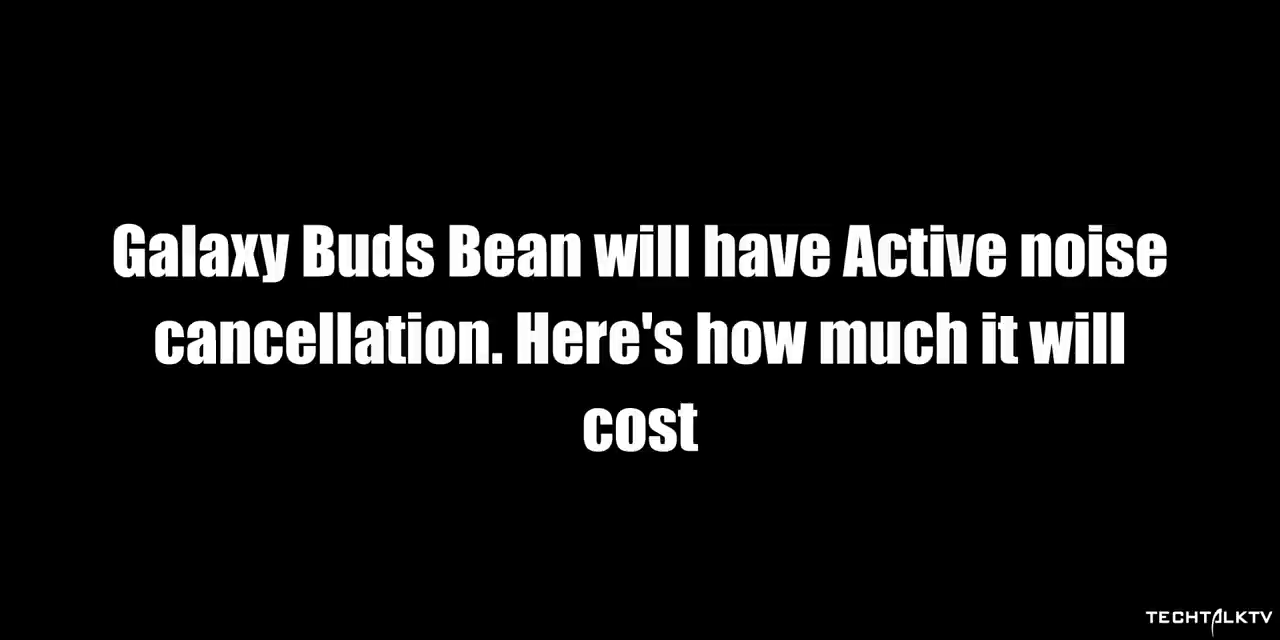 Galaxy Buds Bean will have Active noise
cancellation. Here's how much it will
cost
TECHTALKTV